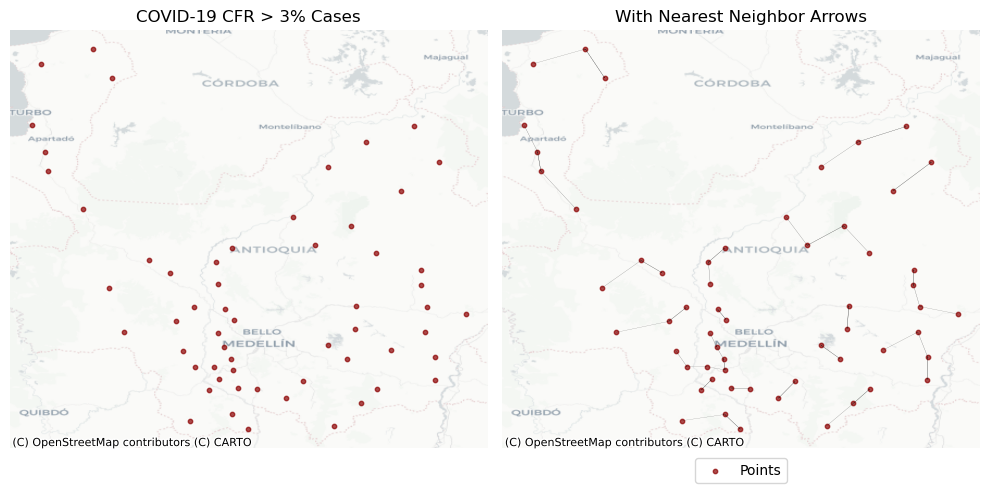 COVID-19 CFR > 3% Cases
With Nearest Neighbor Arrows
MONTERÍA
Majagual
CÓRDOBA
TURBO
Apartadó
Montelíbano
ANTIOQUIA
BELLO
MEDELLÍN
QUIBDÓ
(C) OpenStreetMap contributors (C) CARTO
MONTERÍA
Majagual
CÓRDOBA
TURBO
Apartadó
Montelíbano
ANTIOQUIA
BELLO
MEDELLÍN
QUIBDÓ
(C) OpenStreetMap contributors (C) CARTO
Points